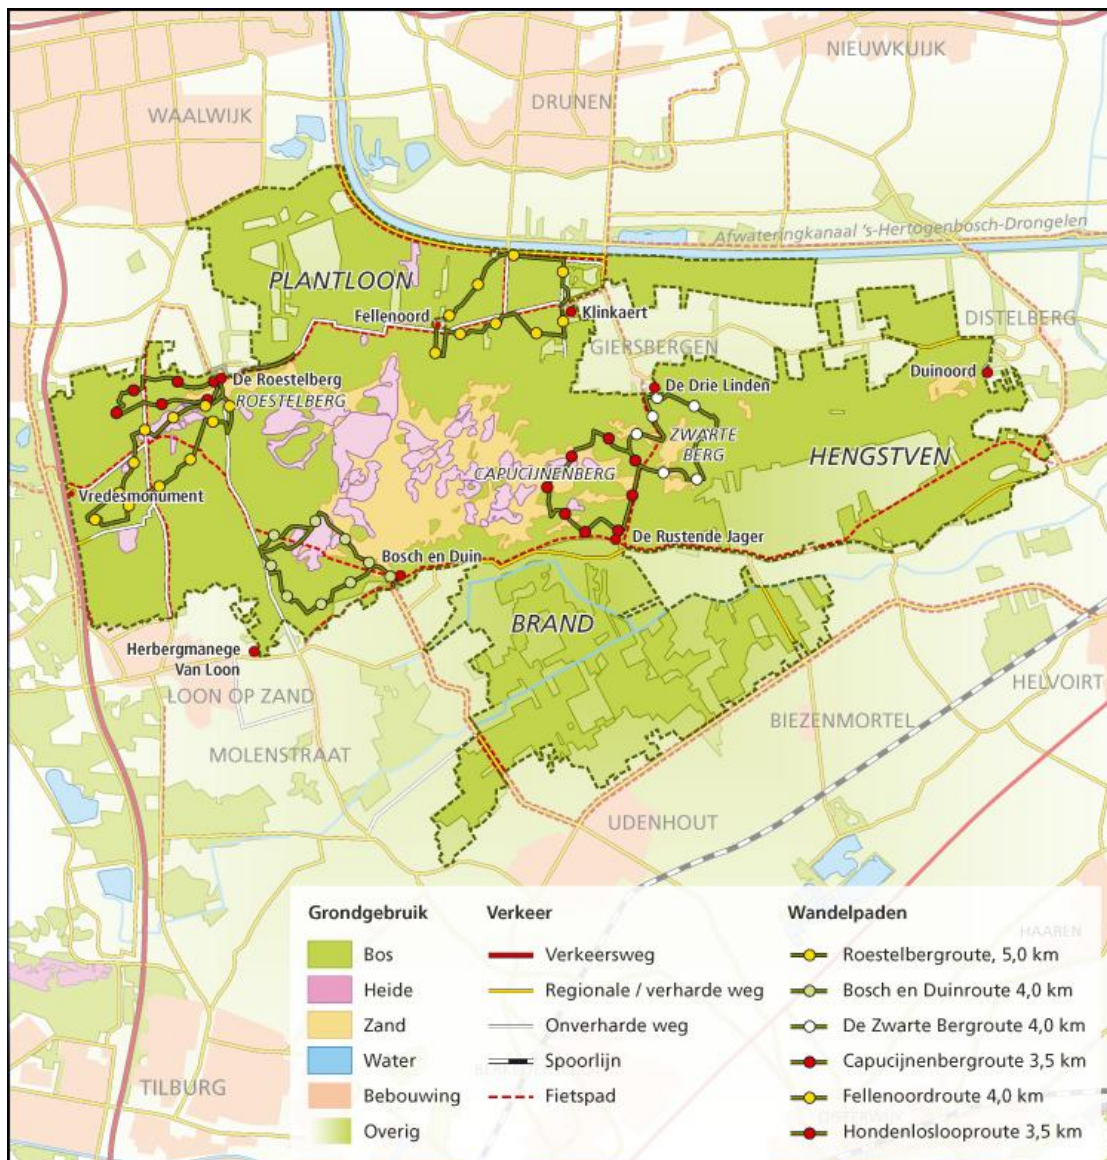 NIEUWKUIJK
DRUNEN
WAALWIJK
Afwateringkanaal 's-Hertogenbosch-Drongelen
PLANTLOON
Fellenoord
Klinkaert
DISTELBERG
GIERSBERGEN
Duinoord
De Roestelberg
ROESTELBERG
De Drie Linden
ZWARTE
BERG
HENGSTVEN
CAPUCIJNENBERG
Vredesmonument
De Rustende Jager
Bosch en Duin
BRAND
Herbergmanege
Van Loon
LOON OP ZAND
HELVOIRT
BIEZENMORTEL
MOLENSTRAAT
UDENHOUT
Grondgebruik
Bos
Heide
Zand
Water
Bebouwing
Overig
Verkeer
Verkeersweg
Regionale / verharde weg
Onverharde weg
Spoorlijn
Fietspad
Wandelpaden
Roestelbergroute, 5,0 km
Bosch en Duinroute 4,0 km
De Zwarte Bergroute 4,0 km
Capucijnenbergroute 3,5 km
Fellenoordroute 4,0 km
Hondenloslooproute 3,5 km
HAAREN
TILBURG